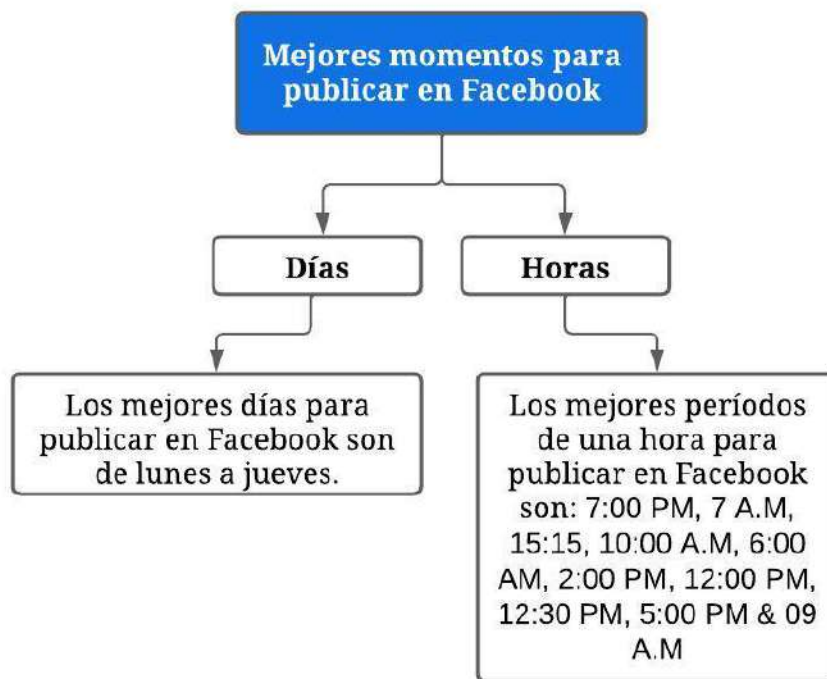 Mejores momentos para
publicar en Facebook
Días
Horas
Los mejores días para
publicar en Facebook son
de lunes a jueves.
Los mejores períodos
de una hora para
publicar en Facebook
son: 7:00 PM, 7 A.M,
15:15, 10:00 A.M, 6:00
AM, 2:00 PM, 12:00 PM,
12:30 PM, 5:00 PM & 09
A.M